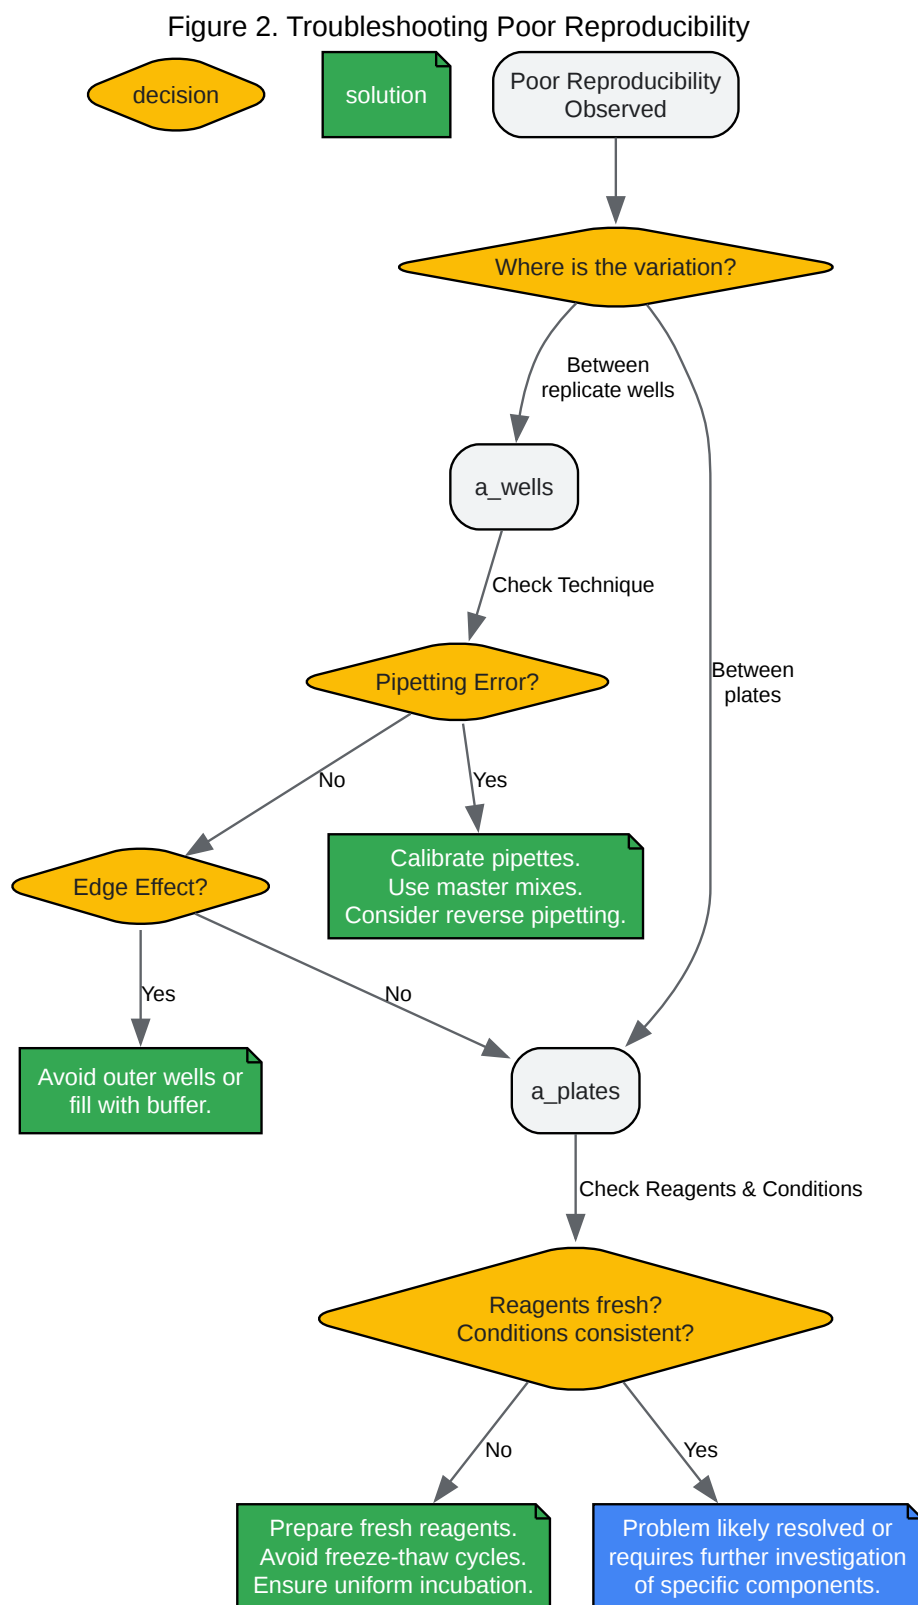 Figure 2. Troubleshooting Poor Reproducibility
decision
solution
Poor Reproducibility
Observed
Where is the variation?
Between
replicate wells
a_wells
Check Technique
Between
plates
Pipetting Error?
No
Yes
Calibrate pipettes.
Use master mixes.
Consider reverse pipetting.
Edge Effect?
Yes
No
Avoid outer wells or
fill with buffer.
a_plates
Check Reagents & Conditions
Reagents fresh?
Conditions consistent?
No
Yes
Prepare fresh reagents.
Avoid freeze-thaw cycles.
Ensure uniform incubation.
Problem likely resolved or
requires further investigation
of specific components.